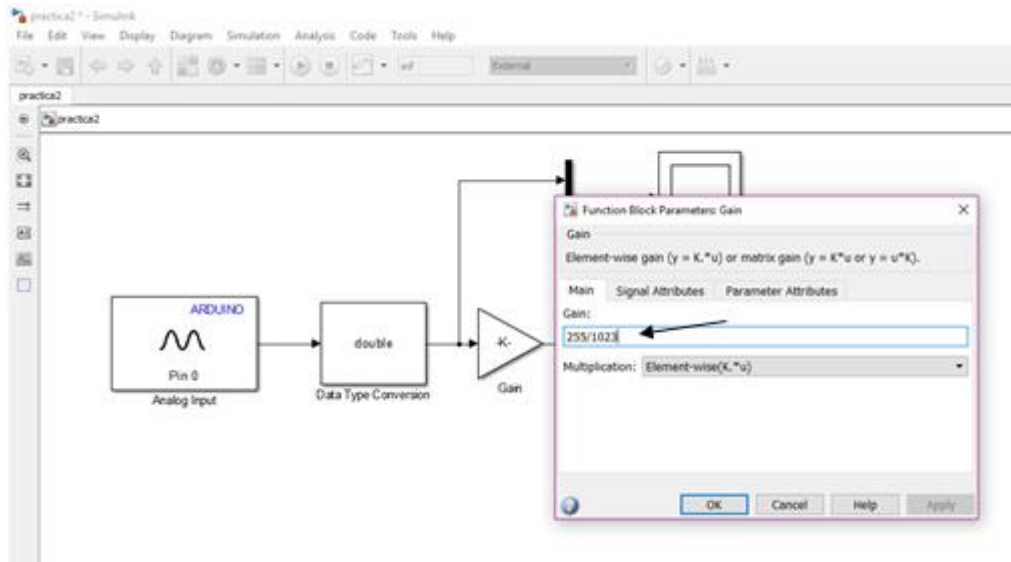 practica2 * - Simulink
File Edit View Display Diagram Simulation Analysis Code Tools Help
inf External
practica2
practica2
Function Block Parameters: Gain
Gain
Element-wise gain (y = K.*u) or matrix gain (y = K*u or y = u*K).
Main Signal Attributes Parameter Attributes
Gain:
255/1023
Multiplication: Element-wise(K.*u)
OK Cancel Help Apply
ARDUINO
Pin 0
Analog Input
double
Data Type Conversion
-K-
Gain